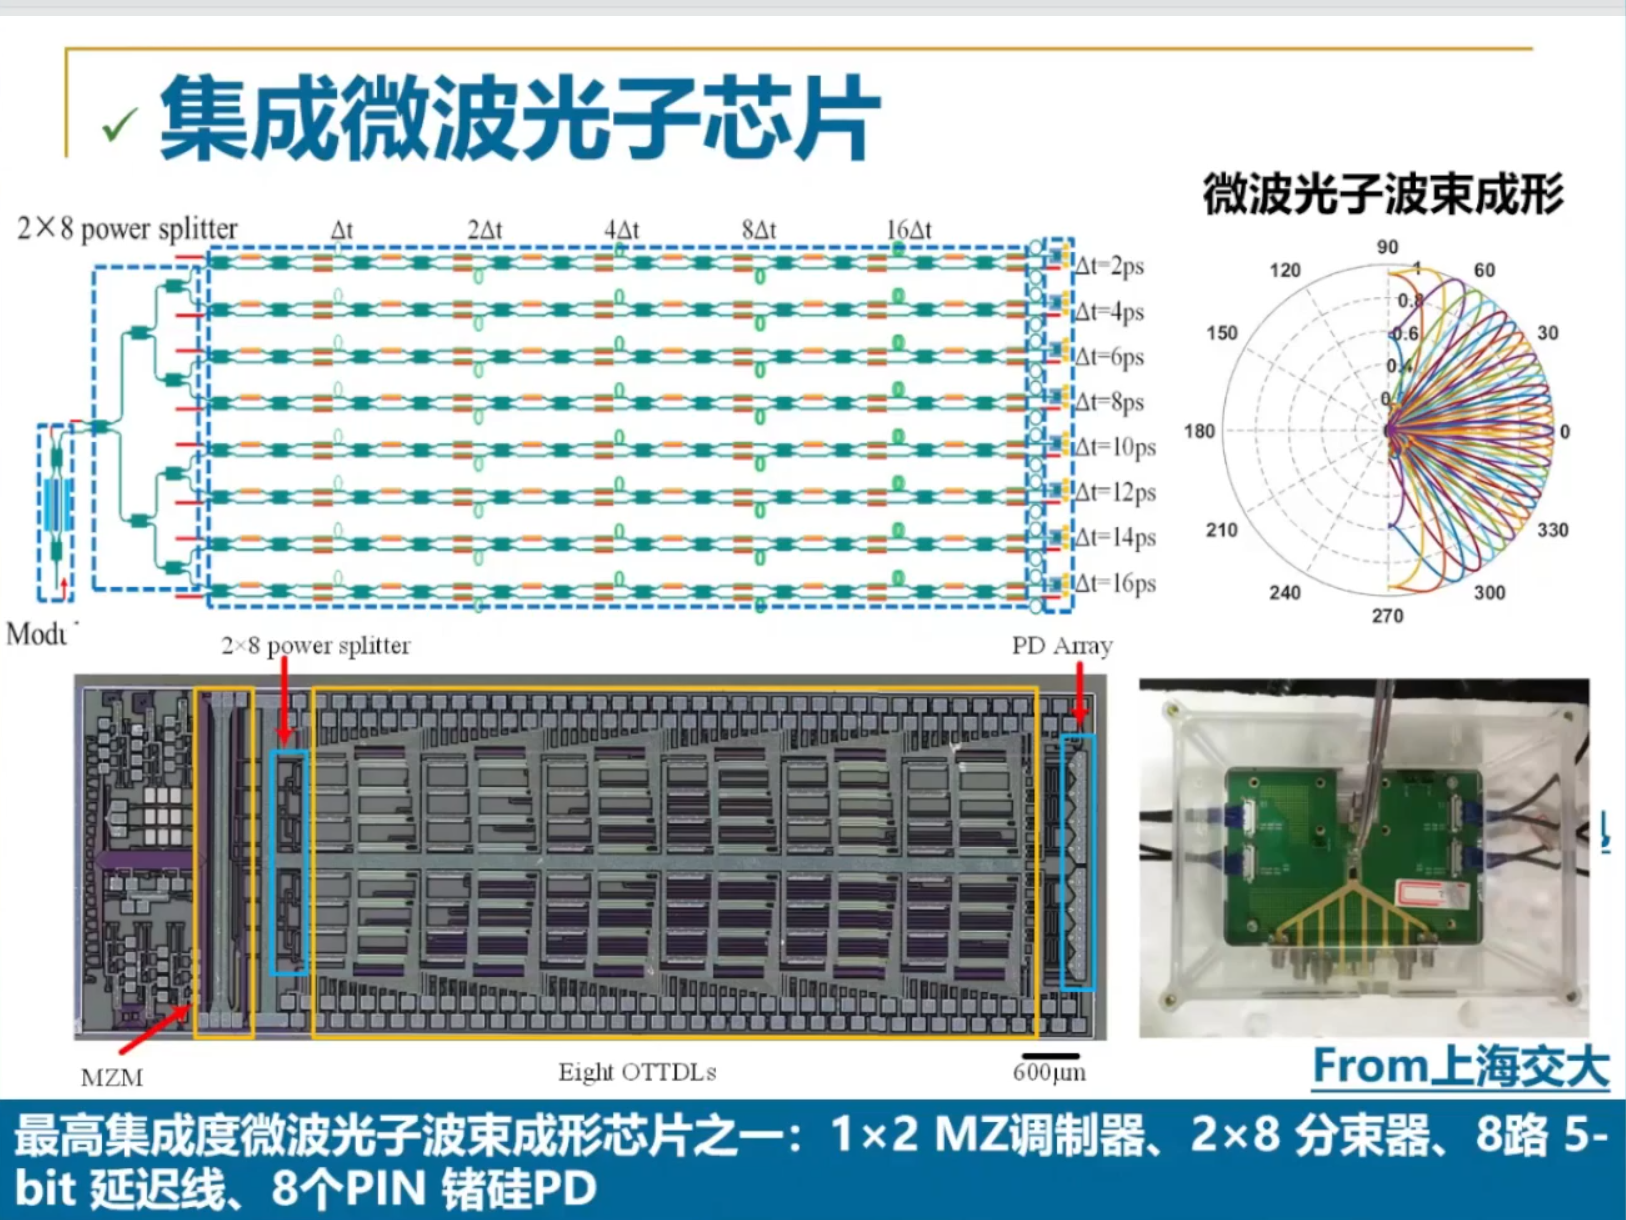 集成微波光子芯片
微波光子波束成形
2×8 power splitter
Δt 2Δt 4Δt 8Δt 16Δt
Δt=2ps
Δt=4ps
Δt=6ps
Δt=8ps
Δt=10ps
Δt=12ps
Δt=14ps
Δt=16ps
Modu
90
120 60
150 30
180 0
210 330
240 300
270
1
0.8
0.6
0.4
2×8 power splitter
PD Array
MZM
Eight OTTDLs
600μm
From上海交大
最高集成度微波光子波束成形芯片之一：1×2 MZ调制器、2×8 分束器、8路 5-
bit 延迟线、8个PIN 锗硅PD